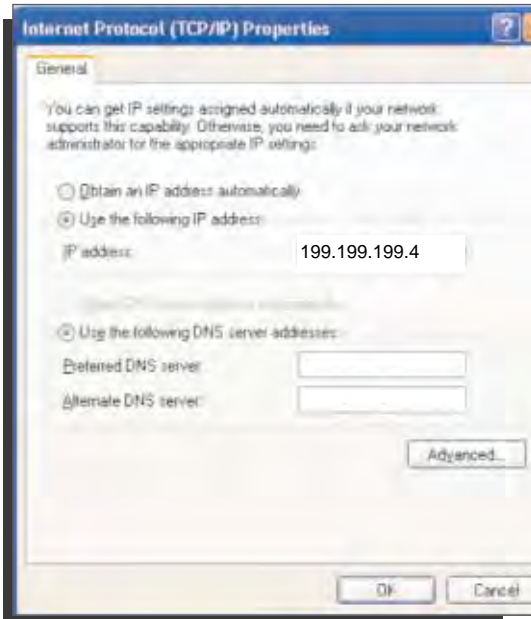 Internet Protocol (TCP/IP) Properties
?
General
You can get IP settings assigned automatically if your network
supports this capability. Otherwise, you need to ask your network
administrator for the appropriate IP settings.
Obtain an IP address automatically
Use the following IP address:
IP address: 199.199.199.4
Use the following DNS server addresses:
Preferred DNS server:
Alternate DNS server:
Advanced...
OK Cancel